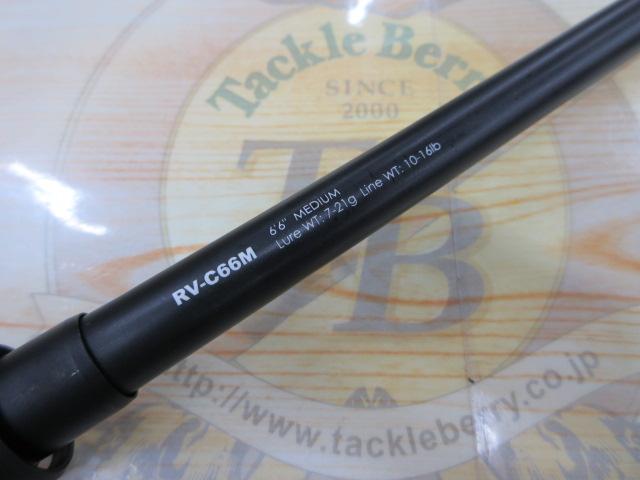 Tackle Berry
SINCE
2000
TB
RV-C66M
6'6" MEDIUM
Lure WT: 7-21g Line WT: 10-16lb
http://www.tackleberry.co.jp